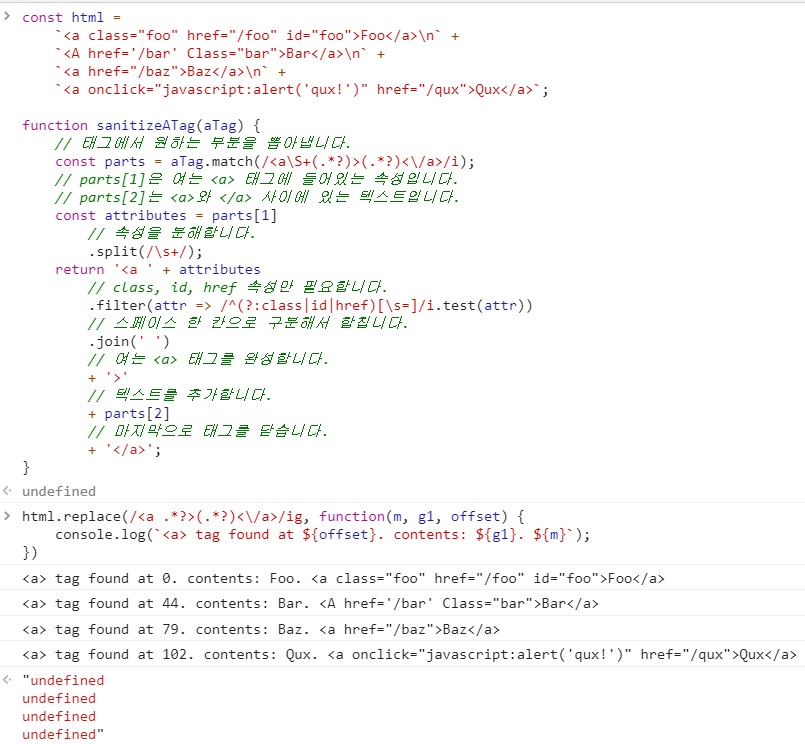 > const html =
`<a class="foo" href="/foo" id="foo">Foo</a>\n` +
`<A href='/bar' Class="bar">Bar</a>\n` +
`<a href="/baz">Baz</a>\n` +
`<a onclick="javascript:alert('qux!')" href="/qux">Qux</a>`;
function sanitizeATag(aTag) {
// 태그에서 원하는 부분을 뽑아냅니다.
const parts = aTag.match(/<a\S+(.*?)>(.*?)<\/a>/i);
// parts[1]은 여는 <a> 태그에 들어있는 속성입니다.
// parts[2]는 <a>와 </a> 사이에 있는 텍스트입니다.
const attributes = parts[1]
// 속성을 분해합니다.
.split(/\s+/);
return '<a ' + attributes
// class, id, href 속성만 필요합니다.
.filter(attr => /^(?:class|id|href)[\s=]/i.test(attr))
// 스페이스 한 칸으로 구분해서 합칩니다.
.join(' ')
// 여는 <a> 태그를 완성합니다.
+ '>'
// 텍스트를 추가합니다.
+ parts[2]
// 마지막으로 태그를 닫습니다.
+ '</a>';
}
< undefined
> html.replace(/<a .*?>(.*?)<\/a>/ig, function(m, g1, offset) {
console.log(`<a> tag found at ${offset}. contents: ${g1}. ${m}`);
})
<a> tag found at 0. contents: Foo. <a class="foo" href="/foo" id="foo">Foo</a>
<a> tag found at 44. contents: Bar. <A href='/bar' Class="bar">Bar</a>
<a> tag found at 79. contents: Baz. <a href="/baz">Baz</a>
<a> tag found at 102. contents: Qux. <a onclick="javascript:alert('qux!')" href="/qux">Qux</a>
< "undefined
undefined
undefined
undefined"